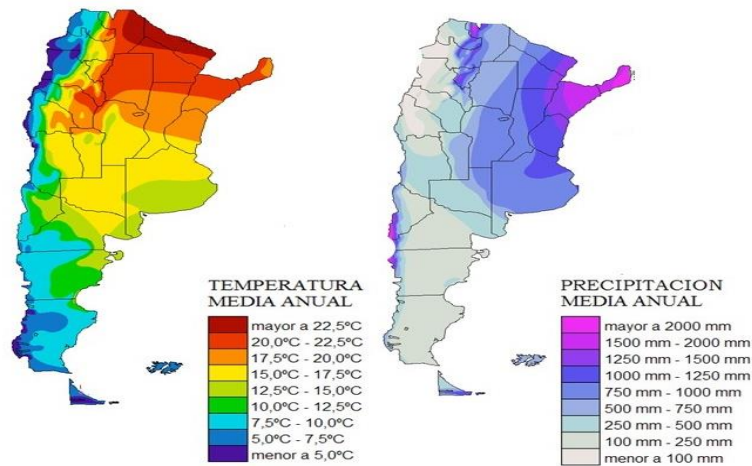 TEMPERATURA
MEDIA ANUAL
mayor a 22,5ºC
20,0ºC - 22,5ºC
17,5ºC - 20,0ºC
15,0ºC - 17,5ºC
12,5ºC - 15,0ºC
10,0ºC - 12,5ºC
7,5ºC - 10,0ºC
5,0ºC - 7,5ºC
menor a 5,0ºC
PRECIPITACION
MEDIA ANUAL
mayor a 2000 mm
1500 mm - 2000 mm
1250 mm - 1500 mm
1000 mm - 1250 mm
750 mm - 1000 mm
500 mm - 750 mm
250 mm - 500 mm
100 mm - 250 mm
menor a 100 mm